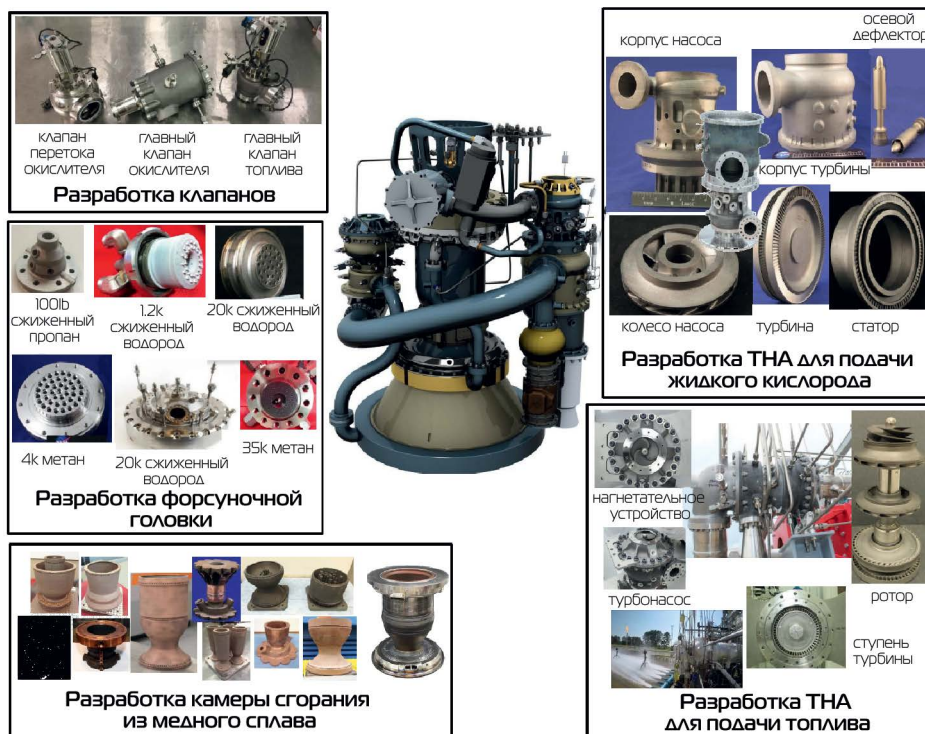 клапан
перетока
окислителя
главный
клапан
окислителя
главный
клапан
топлива
Разработка клапанов
100lb
сжиженный
пропан
1.2k
сжиженный
водород
20k сжиженный
водород
4k метан
20k сжиженный
водород
35k метан
Разработка форсуночной
головки
Разработка камеры сгорания
из медного сплава
корпус насоса
осевой
дефлектор
корпус турбины
колесо насоса
турбина
статор
Разработка ТНА для подачи
жидкого кислорода
нагнетательное
устройство
турбонасос
ротор
ступень
турбины
Разработка ТНА
для подачи топлива